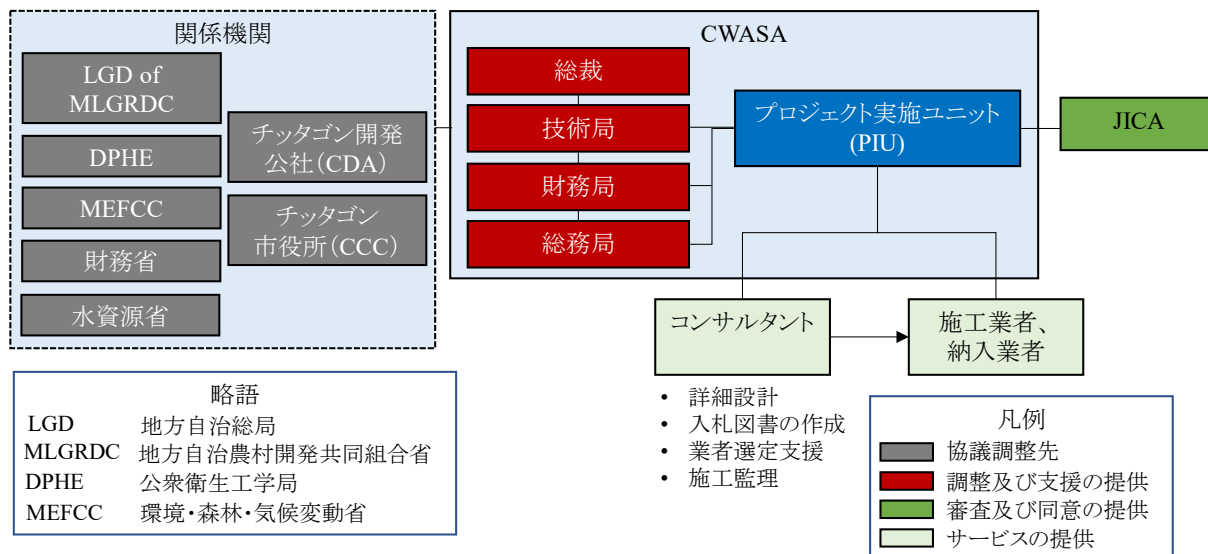 関係機関
LGD of
MLGRDC
DPHE
MEFCC
財務省
水資源省
チッタゴン開発
公社(CDA)
チッタゴン
市役所(CCC)
CWASA
総裁
技術局
財務局
総務局
プロジェクト実施ユニット
(PIU)
JICA
コンサルタント
施工業者、
納入業者
• 詳細設計
• 入札図書の作成
• 業者選定支援
• 施工監理
略語
LGD 地方自治総局
MLGRDC 地方自治農村開発共同組合省
DPHE 公衆衛生工学局
MEFCC 環境・森林・気候変動省
凡例
協議調整先
調整及び支援の提供
審査及び同意の提供
サービスの提供